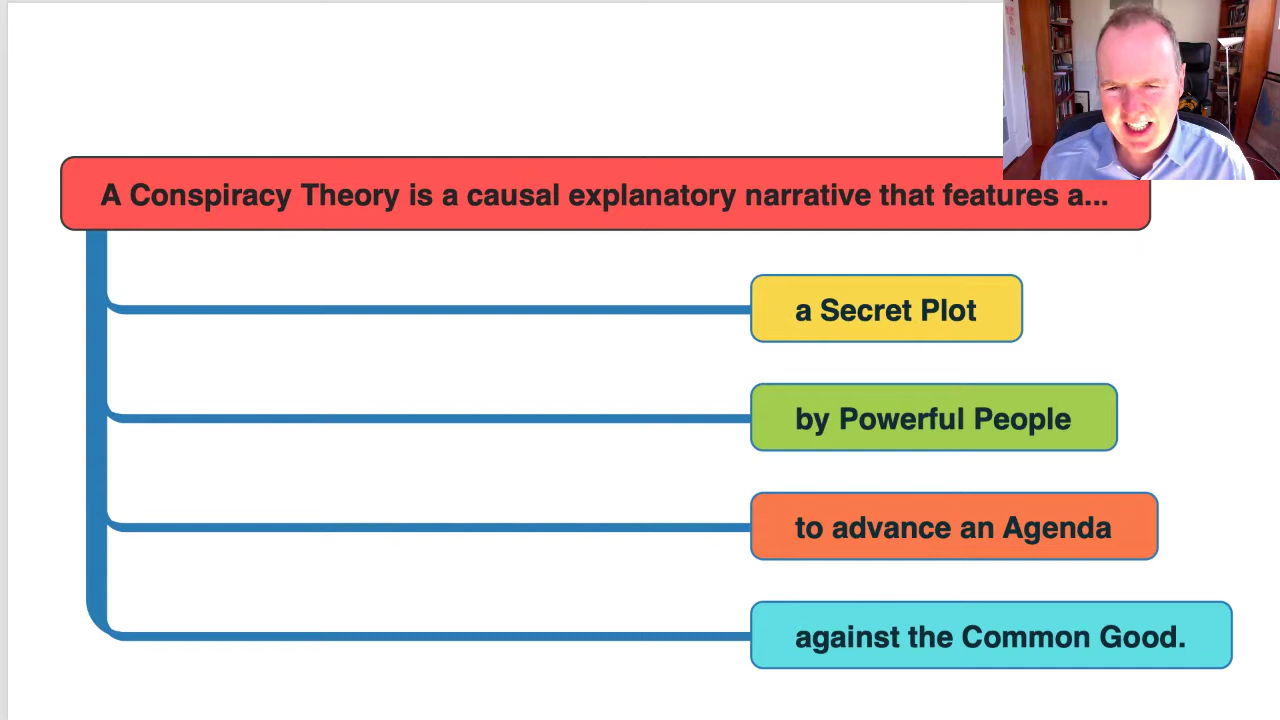 A Conspiracy Theory is a causal explanatory narrative that features a...
a Secret Plot
by Powerful People
to advance an Agenda
against the Common Good.